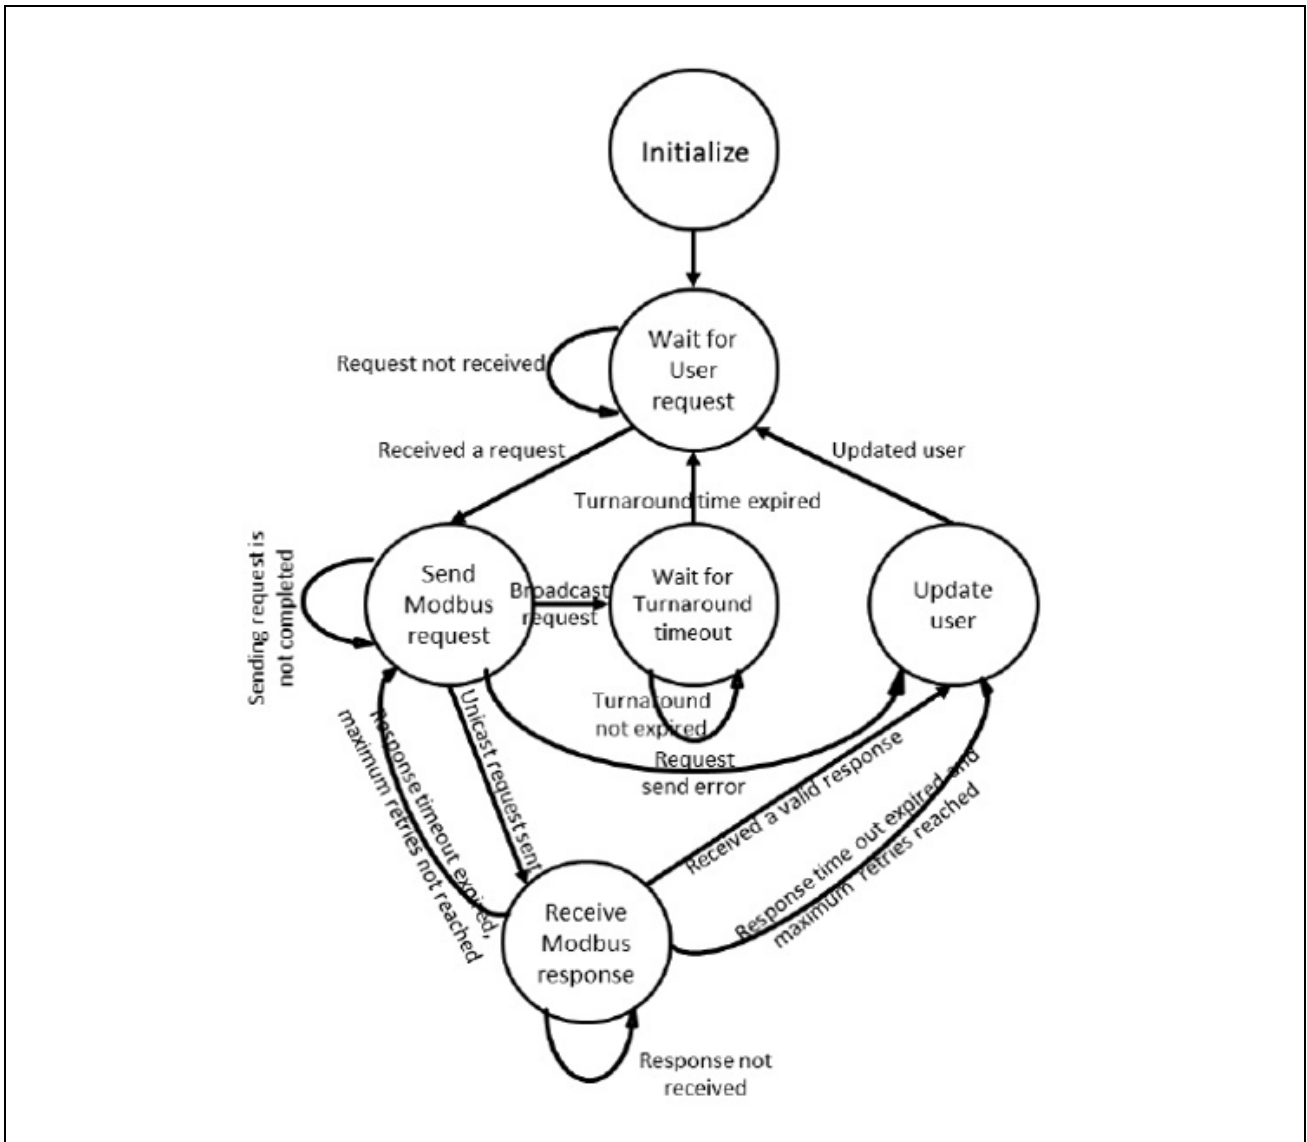 Initialize
Wait for
User
request
Request not received
Received a request
Updated user
Turnaround time expired
Sending request is
not completed
Send
Modbus
request
Broadcast
request
Wait for
Turnaround
timeout
Update
user
Turnaround
not expired
Request
send error
Unicast request sent
Response timeout expired,
maximum retries not reached
Received a valid response
Response time out expired and
maximum retries reached
Receive
Modbus
response
Response not
received